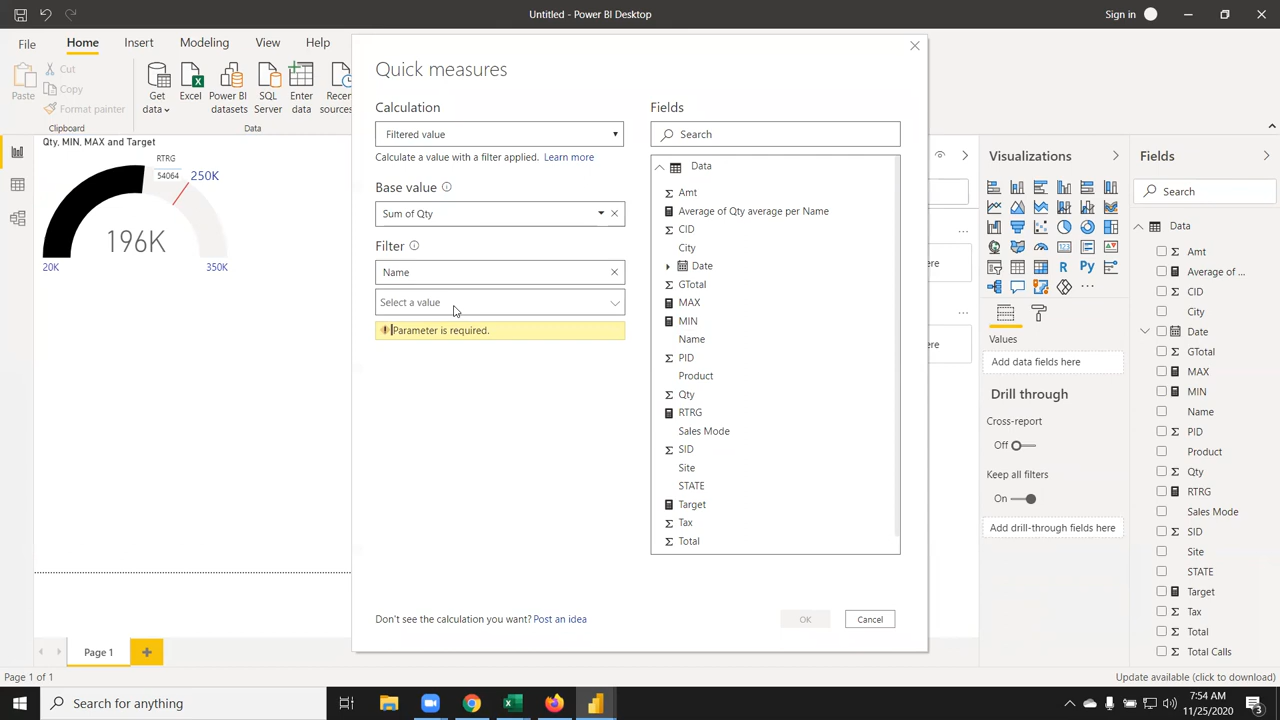 Untitled - Power BI Desktop
Sign in
File
Home
Insert
Modeling
View
Help
Paste
Cut
Copy
Format painter
Clipboard
Get data
Excel
Power BI datasets
SQL Server
Enter data
Recent sources
Data
Qty, MIN, MAX and Target
RTRG
54064
250K
196K
20K
350K
Quick measures
Calculation
Filtered value
Calculate a value with a filter applied. Learn more
Base value
Sum of Qty
Filter
Name
Select a value
Parameter is required.
Don't see the calculation you want? Post an idea
Fields
Search
Data
Amt
Average of Qty average per Name
CID
City
Date
GTotal
MAX
MIN
Name
PID
Product
Qty
RTRG
Sales Mode
SID
Site
STATE
Target
Tax
Total
OK
Cancel
ere
ere
Visualizations
R
Py
Values
Add data fields here
Drill through
Cross-report
Off
Keep all filters
On
Add drill-through fields here
Fields
Search
Data
Amt
Average of ...
CID
City
Date
GTotal
MAX
MIN
Name
PID
Product
Qty
RTRG
Sales Mode
SID
Site
STATE
Target
Tax
Total
Total Calls
Page 1
Page 1 of 1
Update available (click to download)
Search for anything
7:54 AM
11/25/2020
3